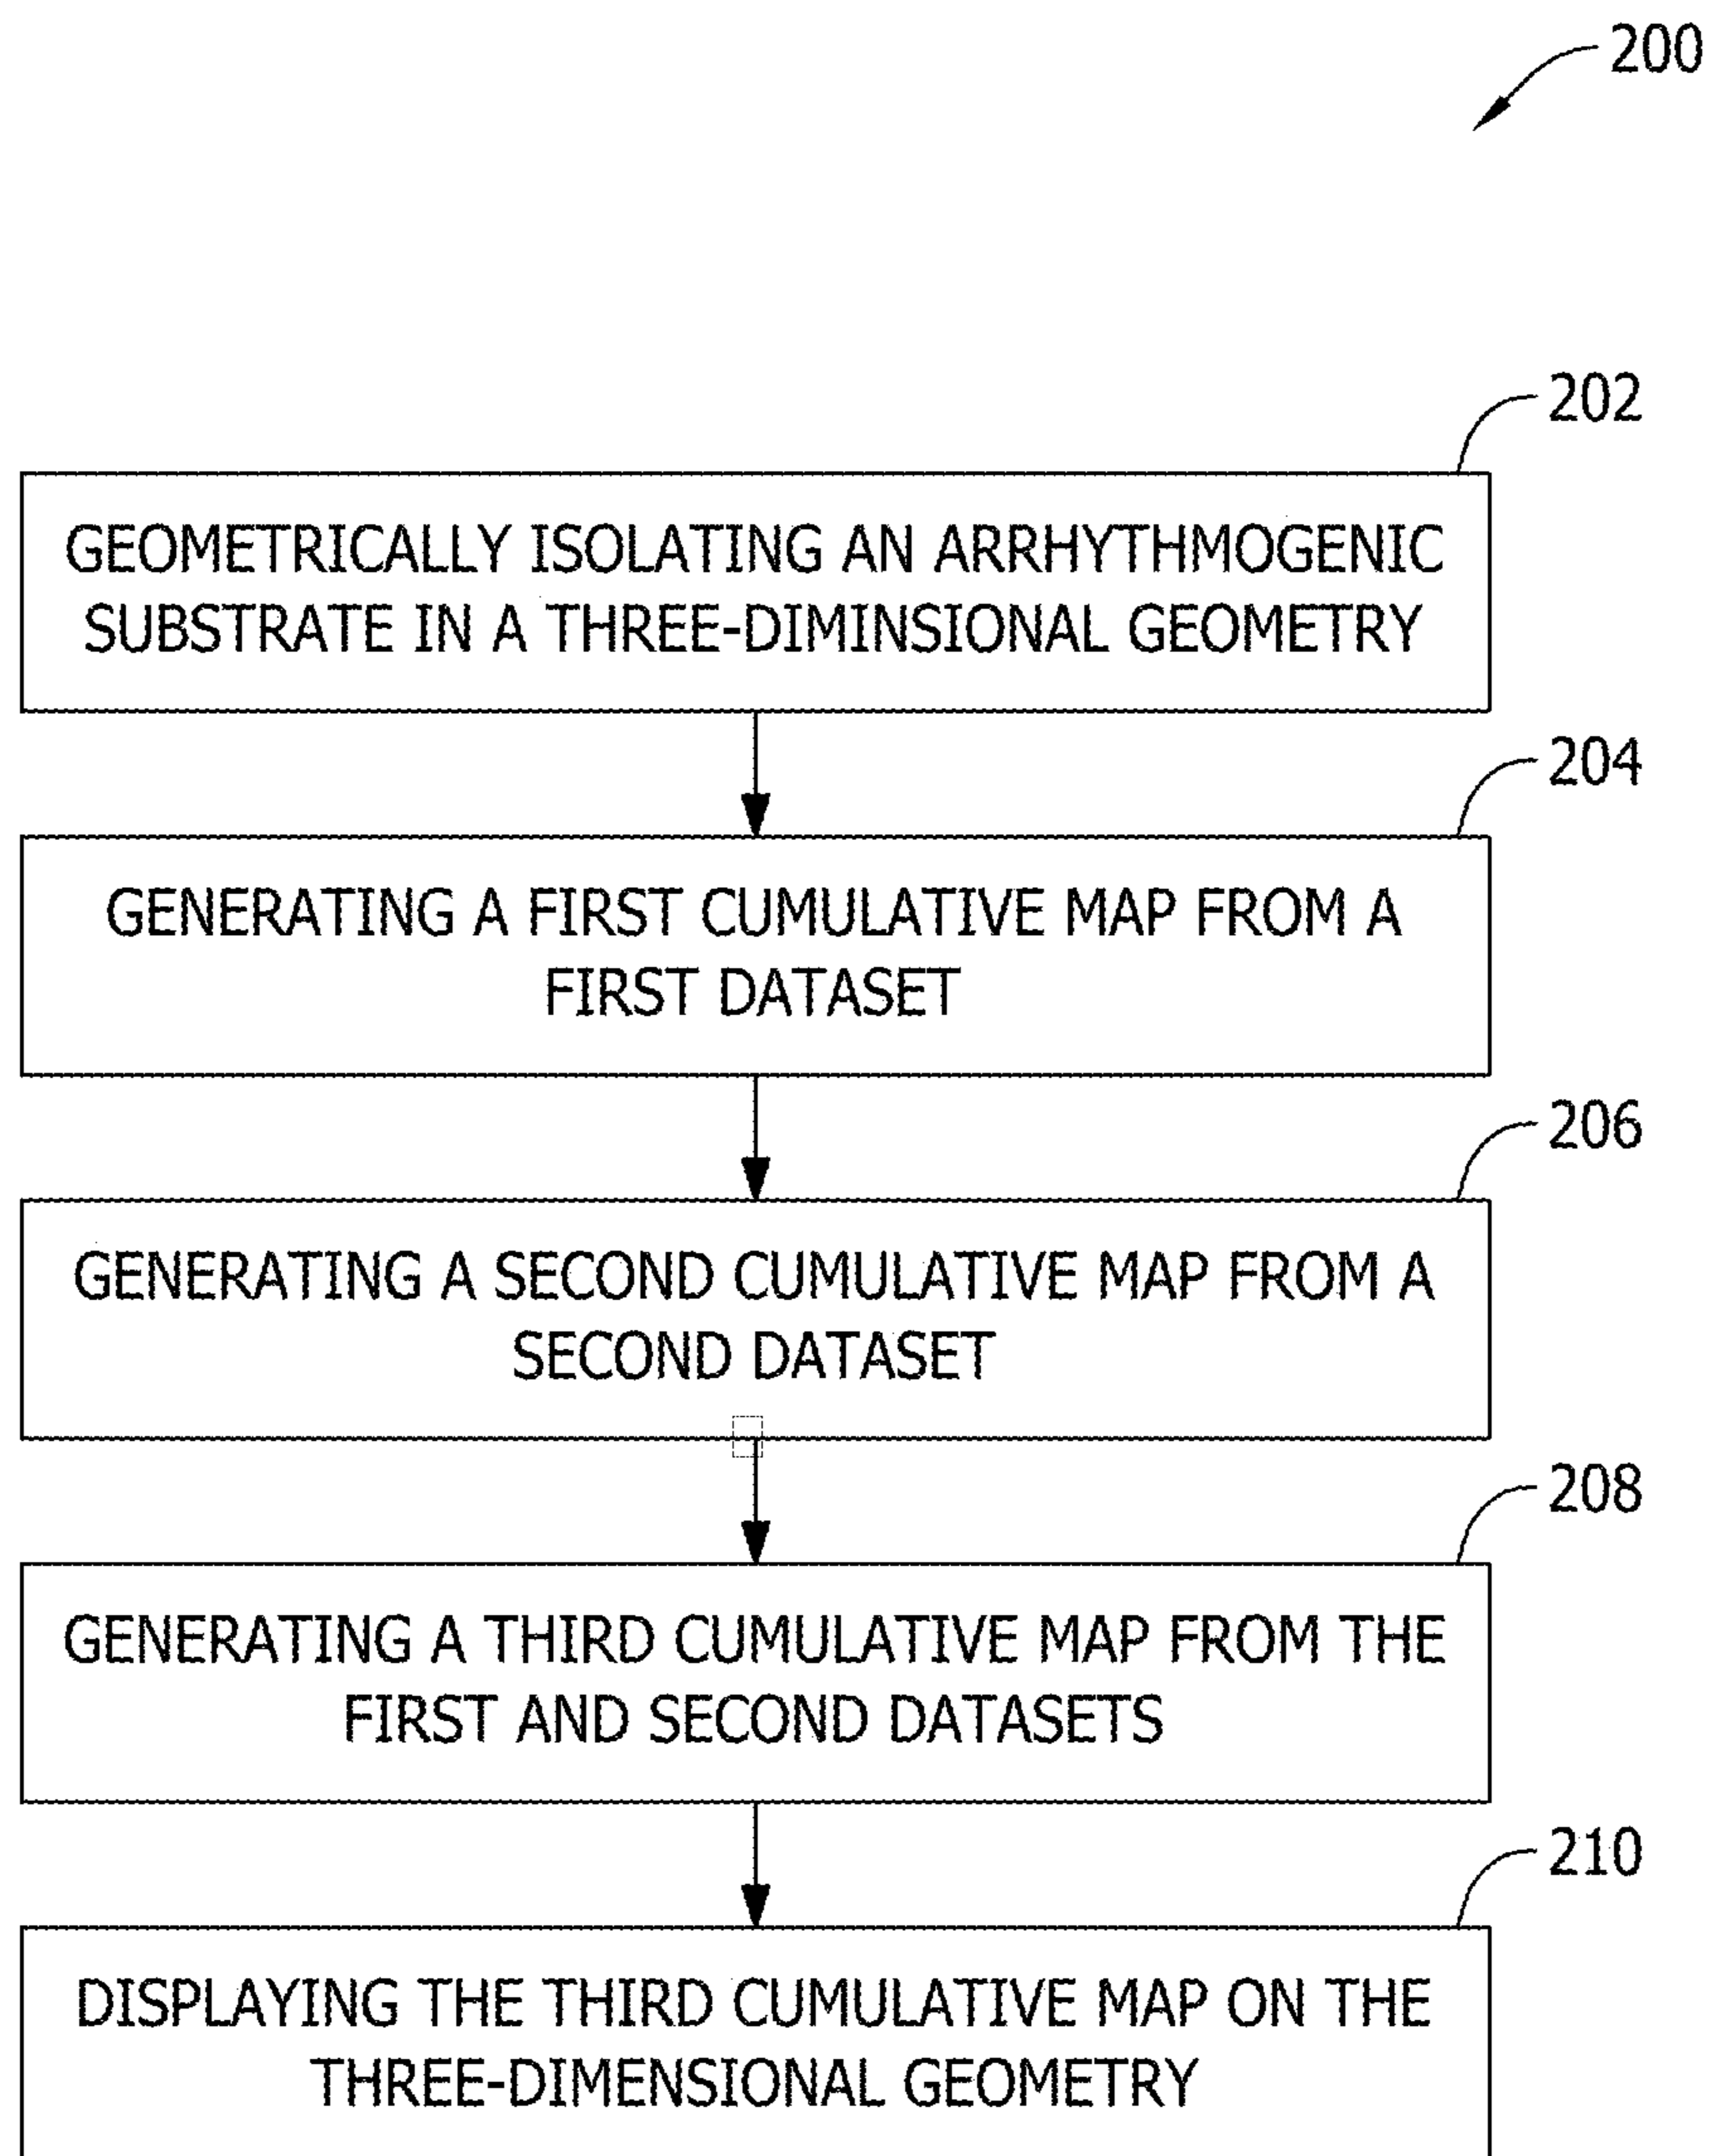 200
202
GEOMETRICALLY ISOLATING AN ARRHYTHMOGENIC
SUBSTRATE IN A THREE-DIMINSIONAL GEOMETRY
204
GENERATING A FIRST CUMULATIVE MAP FROM A
FIRST DATASET
206
GENERATING A SECOND CUMULATIVE MAP FROM A
SECOND DATASET
208
GENERATING A THIRD CUMULATIVE MAP FROM THE
FIRST AND SECOND DATASETS
210
DISPLAYING THE THIRD CUMULATIVE MAP ON THE
THREE-DIMENSIONAL GEOMETRY